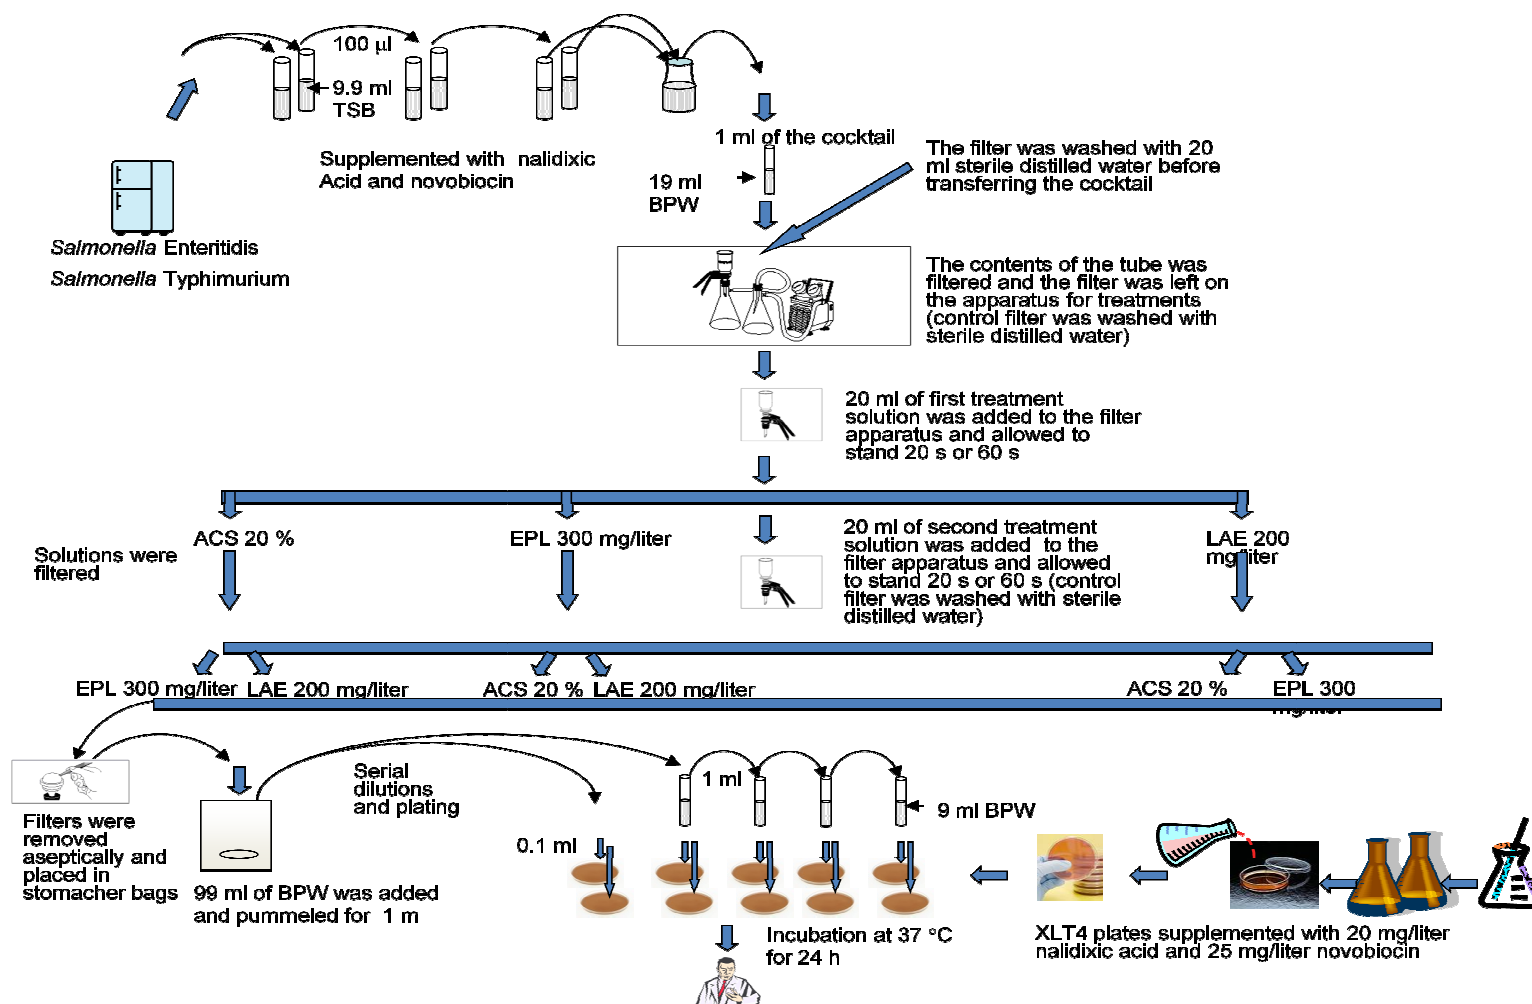 100 µl
9.9 ml
TSB
Supplemented with nalidixic
Acid and novobiocin
Salmonella Enteritidis
Salmonella Typhimurium
1 ml of the cocktail
19 ml
BPW
The filter was washed with 20
ml sterile distilled water before
transferring the cocktail
The contents of the tube was
filtered and the filter was left on
the apparatus for treatments
(control filter was washed with
sterile distilled water)
20 ml of first treatment
solution was added to the filter
apparatus and allowed to
stand 20 s or 60 s
Solutions were
filtered
ACS 20 %
EPL 300 mg/liter
20 ml of second treatment
solution was added to the
filter apparatus and allowed
to stand 20 s or 60 s (control
filter was washed with sterile
distilled water)
LAE 200
mg/liter
EPL 300 mg/liter
LAE 200 mg/liter
ACS 20 %
LAE 200 mg/liter
ACS 20 %
EPL 300
mg/liter
Filters were
removed
aseptically and
placed in
stomacher bags
99 ml of BPW was added
and pummeled for 1 m
Serial
dilutions
and plating
0.1 ml
1 ml
9 ml BPW
Incubation at 37 °C
for 24 h
XLT4 plates supplemented with 20 mg/liter
nalidixic acid and 25 mg/liter novobiocin